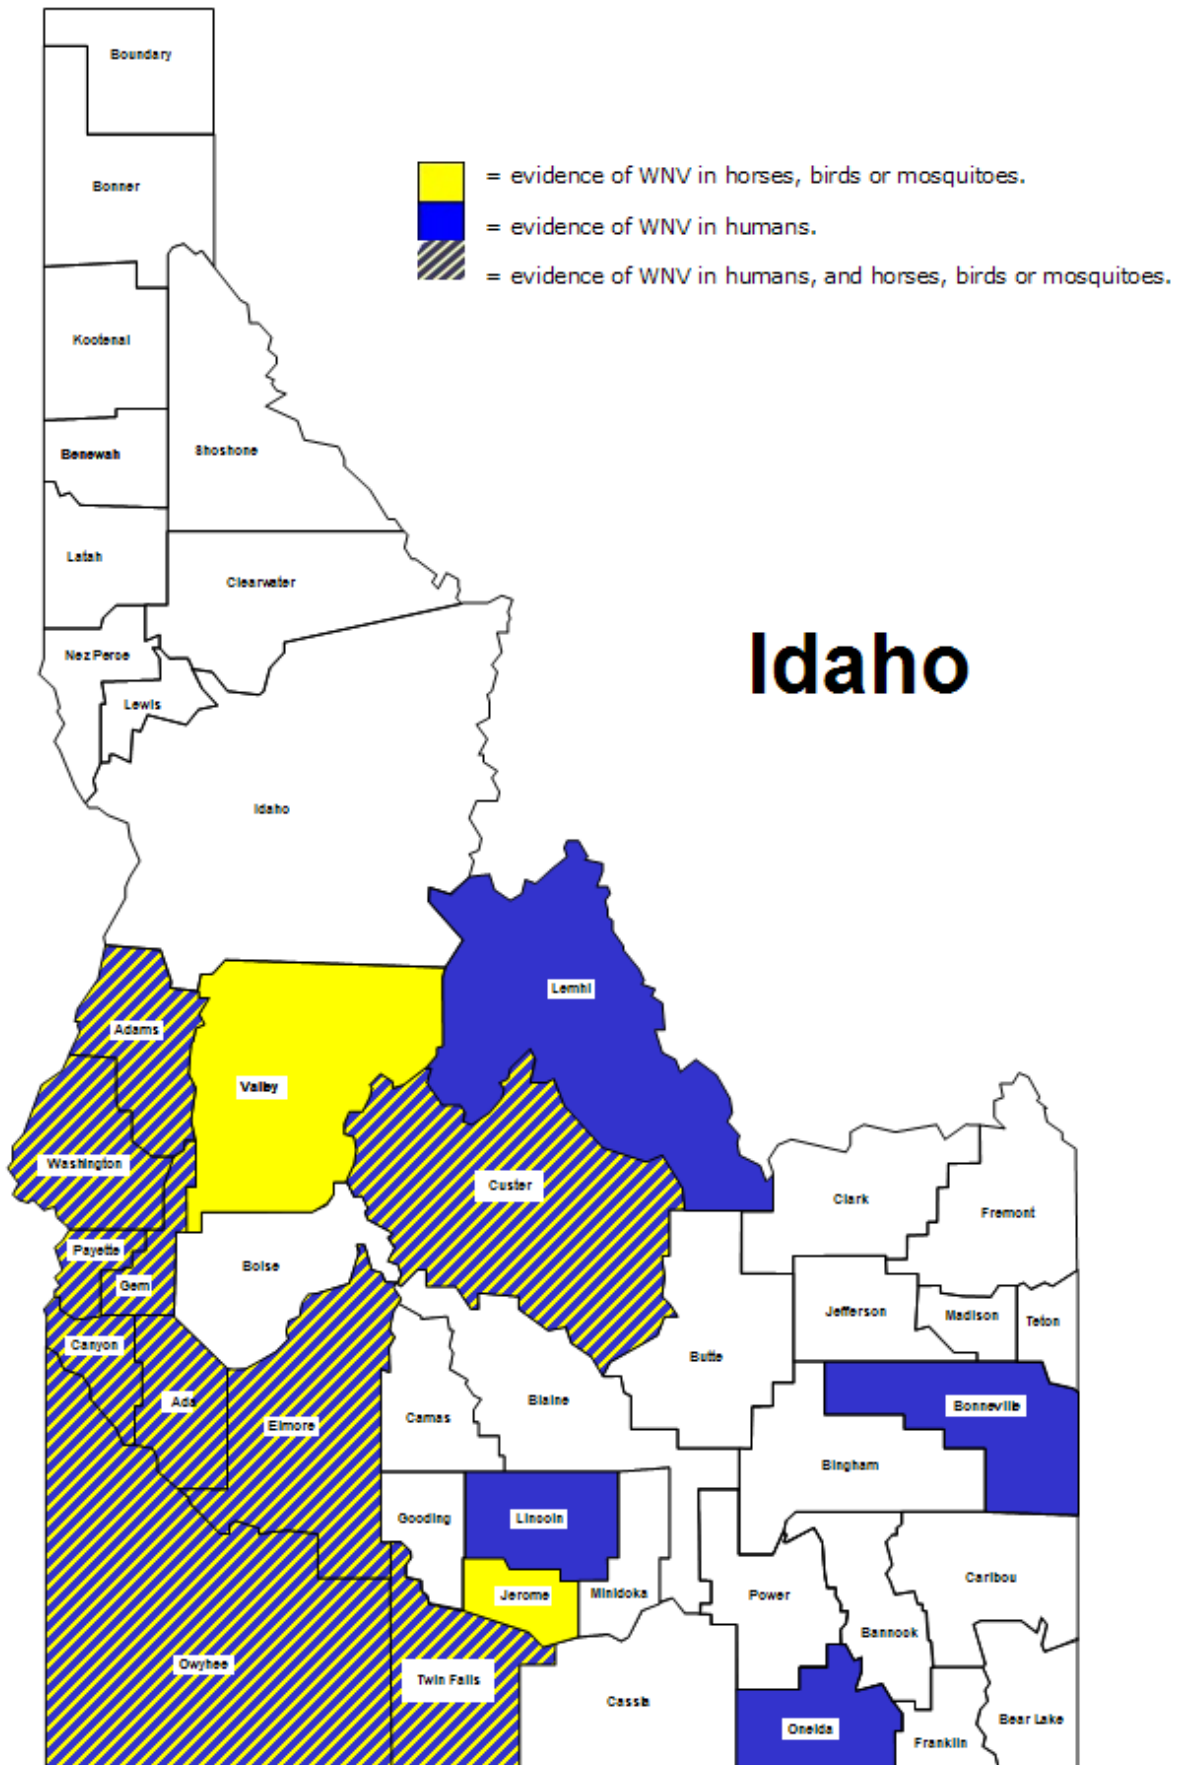 Boundary
Bonner
= evidence of WNV in horses, birds or mosquitoes.
= evidence of WNV in humans.
= evidence of WNV in humans, and horses, birds or mosquitoes.
Kootenai
Benewah
Shoshone
Latah
Clearwater
Nez Perce
Lewis
Idaho
Idaho
Lemhi
Adams
Valley
Washington
Custer
Clark
Fremont
Payette
Boise
Gem
Jefferson
Madison
Teton
Canyon
Butte
Ada
Elmore
Camas
Blaine
Bonneville
Bingham
Gooding
Lincoln
Jerome
Minidoka
Power
Caribou
Bannock
Owyhee
Twin Falls
Cassia
Oneida
Franklin
Bear Lake